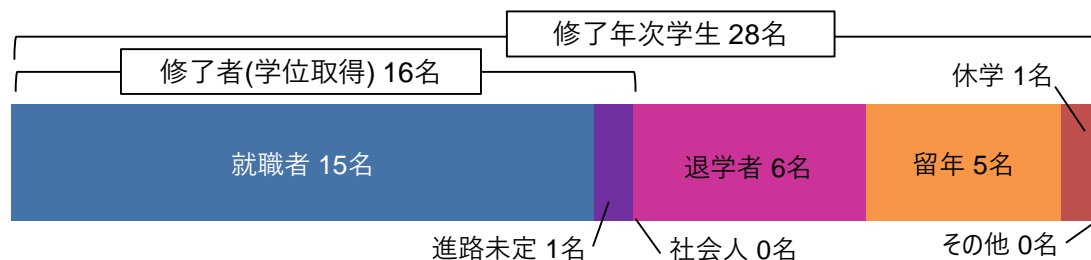 修了年次学生 28名
修了者(学位取得) 16名
休学 1名
就職者 15名
退学者 6名
留年 5名
進路未定 1名
社会人 0名
その他 0名